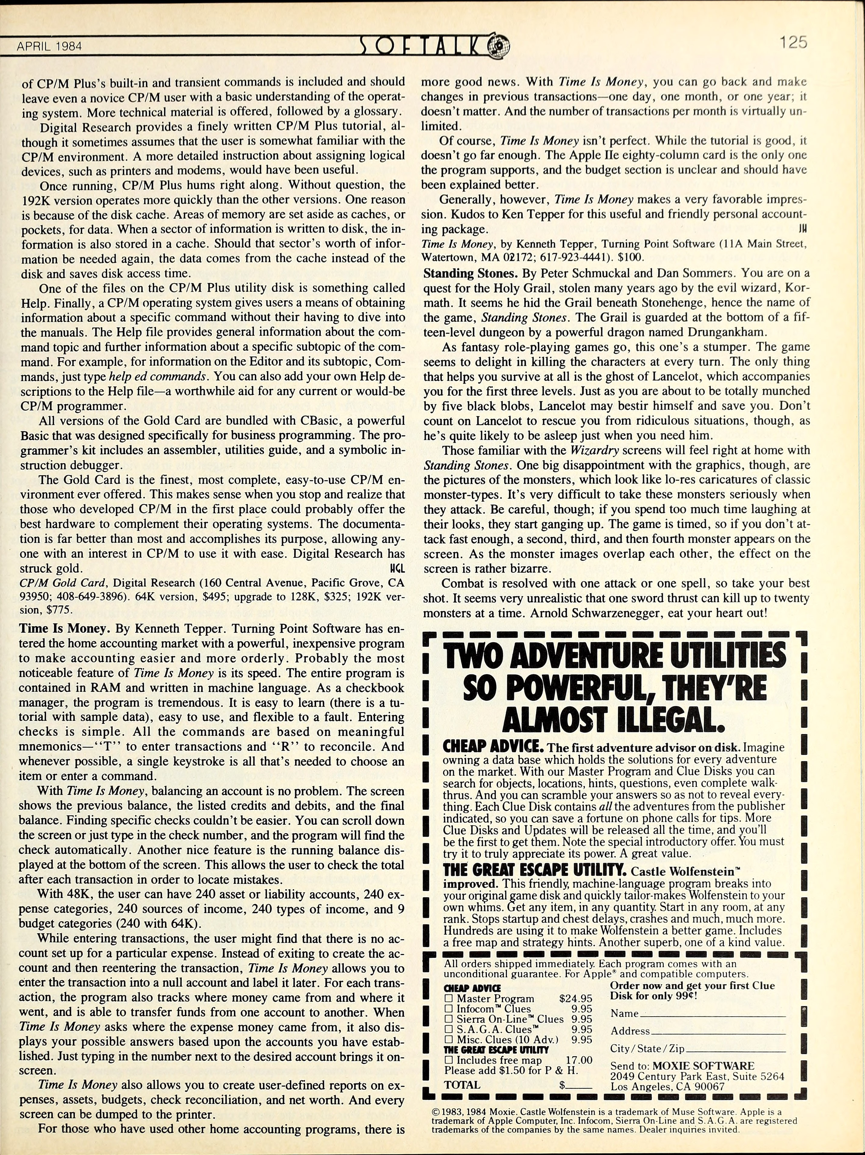 APRIL 1984
SOFTALK
125
of CP/M Plus's built-in and transient commands is included and should
leave even a novice CP/M user with a basic understanding of the operat-
ing system. More technical material is offered, followed by a glossary.
Digital Research provides a finely written CP/M Plus tutorial, al-
though it sometimes assumes that the user is somewhat familiar with the
CP/M environment. A more detailed instruction about assigning logical
devices, such as printers and modems, would have been useful.
Once running, CP/M Plus hums right along. Without question, the
192K version operates more quickly than the other versions. One reason
is because of the disk cache. Areas of memory are set aside as caches, or
pockets, for data. When a sector of information is written to disk, the in-
formation is also stored in a cache. Should that sector's worth of infor-
mation be needed again, the data comes from the cache instead of the
disk and saves disk access time.
One of the files on the CP/M Plus utility disk is something called
Help. Finally, a CP/M operating system gives users a means of obtaining
information about a specific command without their having to dive into
the manuals. The Help file provides general information about the com-
mand topic and further information about a specific subtopic of the com-
mand. For example, for information on the Editor and its subtopic, Com-
mands, just type help ed commands. You can also add your own Help de-
scriptions to the Help file—a worthwhile aid for any current or would-be
CP/M programmer.
All versions of the Gold Card are bundled with CBasic, a powerful
Basic that was designed specifically for business programming. The pro-
grammer's kit includes an assembler, utilities guide, and a symbolic in-
struction debugger.
The Gold Card is the finest, most complete, easy-to-use CP/M en-
vironment ever offered. This makes sense when you stop and realize that
those who developed CP/M in the first place could probably offer the
best hardware to complement their operating systems. The documenta-
tion is far better than most and accomplishes its purpose, allowing any-
one with an interest in CP/M to use it with ease. Digital Research has
struck gold. WGL
CP/M Gold Card, Digital Research (160 Central Avenue, Pacific Grove, CA
93950; 408-649-3896). 64K version, $495; upgrade to 128K, $325; 192K ver-
sion, $775.
Time Is Money. By Kenneth Tepper. Turning Point Software has en-
tered the home accounting market with a powerful, inexpensive program
to make accounting easier and more orderly. Probably the most
noticeable feature of Time Is Money is its speed. The entire program is
contained in RAM and written in machine language. As a checkbook
manager, the program is tremendous. It is easy to learn (there is a tu-
torial with sample data), easy to use, and flexible to a fault. Entering
checks is simple. All the commands are based on meaningful
mnemonics—"T" to enter transactions and "R" to reconcile. And
whenever possible, a single keystroke is all that's needed to choose an
item or enter a command.
With Time Is Money, balancing an account is no problem. The screen
shows the previous balance, the listed credits and debits, and the final
balance. Finding specific checks couldn't be easier. You can scroll down
the screen or just type in the check number, and the program will find the
check automatically. Another nice feature is the running balance dis-
played at the bottom of the screen. This allows the user to check the total
after each transaction in order to locate mistakes.
With 48K, the user can have 240 asset or liability accounts, 240 ex-
pense categories, 240 sources of income, 240 types of income, and 9
budget categories (240 with 64K).
While entering transactions, the user might find that there is no ac-
count set up for a particular expense. Instead of exiting to create the ac-
count and then reentering the transaction, Time Is Money allows you to
enter the transaction into a null account and label it later. For each trans-
action, the program also tracks where money came from and where it
went, and is able to transfer funds from one account to another. When
Time Is Money asks where the expense money came from, it also dis-
plays your possible answers based upon the accounts you have estab-
lished. Just typing in the number next to the desired account brings it on-
screen.
Time Is Money also allows you to create user-defined reports on ex-
penses, assets, budgets, check reconciliation, and net worth. And every
screen can be dumped to the printer.
For those who have used other home accounting programs, there is
more good news. With Time Is Money, you can go back and make
changes in previous transactions—one day, one month, or one year; it
doesn't matter. And the number of transactions per month is virtually un-
limited.
Of course, Time Is Money isn't perfect. While the tutorial is good, it
doesn't go far enough. The Apple IIe eighty-column card is the only one
the program supports, and the budget section is unclear and should have
been explained better.
Generally, however, Time Is Money makes a very favorable impres-
sion. Kudos to Ken Tepper for this useful and friendly personal account-
ing package.
Time Is Money, by Kenneth Tepper, Turning Point Software (11A Main Street,
Watertown, MA 02172; 617-923-4441). $100.
Standing Stones. By Peter Schmuckal and Dan Sommers. You are on a
quest for the Holy Grail, stolen many years ago by the evil wizard, Kor-
math. It seems he hid the Grail beneath Stonehenge, hence the name of
the game, Standing Stones. The Grail is guarded at the bottom of a fif-
teen-level dungeon by a powerful dragon named Drungankham.
As fantasy role-playing games go, this one's a stumper. The game
seems to delight in killing the characters at every turn. The only thing
that helps you survive at all is the ghost of Lancelot, which accompanies
you for the first three levels. Just as you are about to be totally munched
by five black blobs, Lancelot may bestir himself and save you. Don't
count on Lancelot to rescue you from ridiculous situations, though, as
he's quite likely to be asleep just when you need him.
Those familiar with the Wizardry screens will feel right at home with
Standing Stones. One big disappointment with the graphics, though, are
the pictures of the monsters, which look like lo-res caricatures of classic
monster-types. It's very difficult to take these monsters seriously when
they attack. Be careful, though; if you spend too much time laughing at
their looks, they start ganging up. The game is timed, so if you don't at-
tack fast enough, a second, third, and then fourth monster appears on the
screen. As the monster images overlap each other, the effect on the
screen is rather bizarre.
Combat is resolved with one attack or one spell, so take your best
shot. It seems very unrealistic that one sword thrust can kill up to twenty
monsters at a time. Arnold Schwarzenegger, eat your heart out!
TWO ADVENTURE UTILITIES
SO POWERFUL, THEY'RE
ALMOST ILLEGAL.
CHEAP ADVICE. The first adventure advisor on disk. Imagine
owning a data base which holds the solutions for every adventure
on the market. With our Master Program and Clue Disks you can
search for objects, locations, hints, questions, even complete walk-
thrus. And you can scramble your answers so as not to reveal every-
thing. Each Clue Disk contains all the adventures from the publisher
indicated, so you can save a fortune on phone calls for tips. More
Clue Disks and Updates will be released all the time, and you'll
be the first to get them. Note the special introductory offer. You must
try it to truly appreciate its power. A great value.
THE GREAT ESCAPE UTILITY. Castle Wolfenstein™
improved. This friendly, machine-language program breaks into
your original game disk and quickly tailor-makes Wolfenstein to your
own whims. Get any item, in any quantity. Start in any room, at any
rank. Stops startup and chest delays, crashes and much, much more.
Hundreds are using it to make Wolfenstein a better game. Includes
a free map and strategy hints. Another superb, one of a kind value.
All orders shipped immediately. Each program comes with an
unconditional guarantee. For Apple® and compatible computers.
CHEAP ADVICE
☐ Master Program $24.95
☐ Infocom™ Clues 9.95
☐ Sierra On-Line™ Clues 9.95
☐ S.A.G.A. Clues™ 9.95
☐ Misc. Clues (10 Adv.) 9.95
THE GREAT ESCAPE UTILITY
☐ Includes free map 17.00
Please add $1.50 for P & H.
TOTAL $
Order now and get your first Clue
Disk for only 99¢!
Name
Address
City/State/Zip
Send to: MOXIE SOFTWARE
2049 Century Park East, Suite 5264
Los Angeles, CA 90067
©1983, 1984 Moxie. Castle Wolfenstein is a trademark of Muse Software. Apple is a
trademark of Apple Computer, Inc. Infocom, Sierra On-Line and S.A.G.A. are registered
trademarks of the companies by the same names. Dealer inquiries invited.